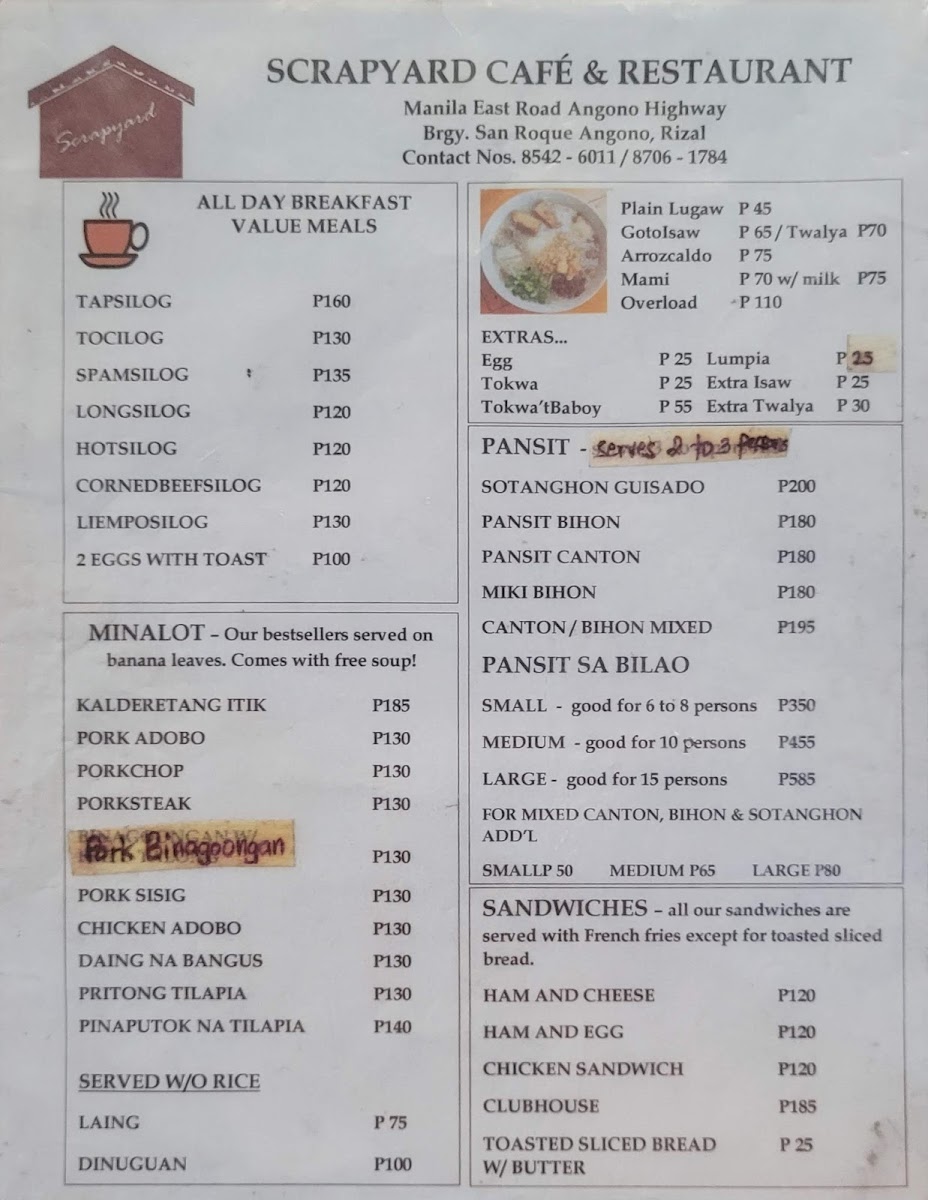 Scrapyard
SCRAPYARD CAFÉ & RESTAURANT
Manila East Road Angono Highway
Brgy. San Roque Angono, Rizal
Contact Nos. 8542 - 6011 / 8706 - 1784
ALL DAY BREAKFAST
VALUE MEALS
TAPSILOG P160
TOCILOG P130
SPAMSILOG P135
LONGSILOG P120
HOTSILOG P120
CORNEDBEEFSILOG P120
LIEMPOSILOG P130
2 EGGS WITH TOAST P100
MINALOT – Our bestsellers served on
banana leaves. Comes with free soup!
KALDERETANG ITIK P185
PORK ADOBO P130
PORKCHOP P130
PORKSTEAK P130
Pork Binagoongan P130
PORK SISIG P130
CHICKEN ADOBO P130
DAING NA BANGUS P130
PRITONG TILAPIA P130
PINAPUTOK NA TILAPIA P140
SERVED W/O RICE
LAING P 75
DINUGUAN P100
Plain Lugaw P 45
GotoIsaw P 65 / Twalya P70
Arrozcaldo P 75
Mami P 70 w/ milk P75
Overload P 110
EXTRAS...
Egg P 25 Lumpia P 25
Tokwa P 25 Extra Isaw P 25
Tokwa'tBaboy P 55 Extra Twalya P 30
PANSIT - serves 2 to 3 persons
SOTANGHON GUISADO P200
PANSIT BIHON P180
PANSIT CANTON P180
MIKI BIHON P180
CANTON / BIHON MIXED P195
PANSIT SA BILAO
SMALL - good for 6 to 8 persons P350
MEDIUM - good for 10 persons P455
LARGE - good for 15 persons P585
FOR MIXED CANTON, BIHON & SOTANGHON
ADD'L
SMALLP 50 MEDIUM P65 LARGE P80
SANDWICHES – all our sandwiches are
served with French fries except for toasted sliced
bread.
HAM AND CHEESE P120
HAM AND EGG P120
CHICKEN SANDWICH P120
CLUBHOUSE P185
TOASTED SLICED BREAD P 25
W/ BUTTER